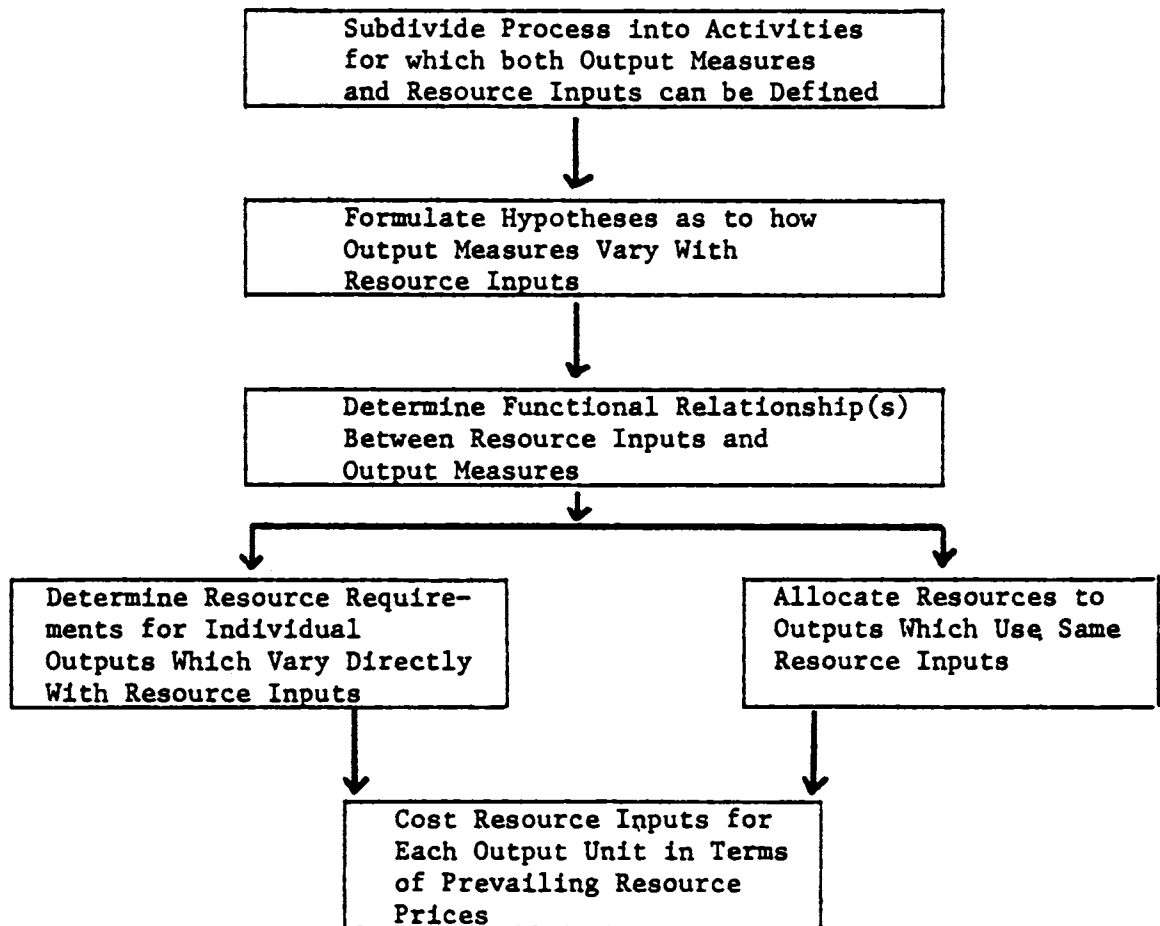 Subdivide Process into Activities
for which both Output Measures
and Resource Inputs can be Defined
Formulate Hypotheses as to how
Output Measures Vary With
Resource Inputs
Determine Functional Relationship(s)
Between Resource Inputs and
Output Measures
Determine Resource Require-
ments for Individual
Outputs Which Vary Directly
With Resource Inputs
Allocate Resources to
Outputs Which Use Same
Resource Inputs
Cost Resource Inputs for
Each Output Unit in Terms
of Prevailing Resource
Prices